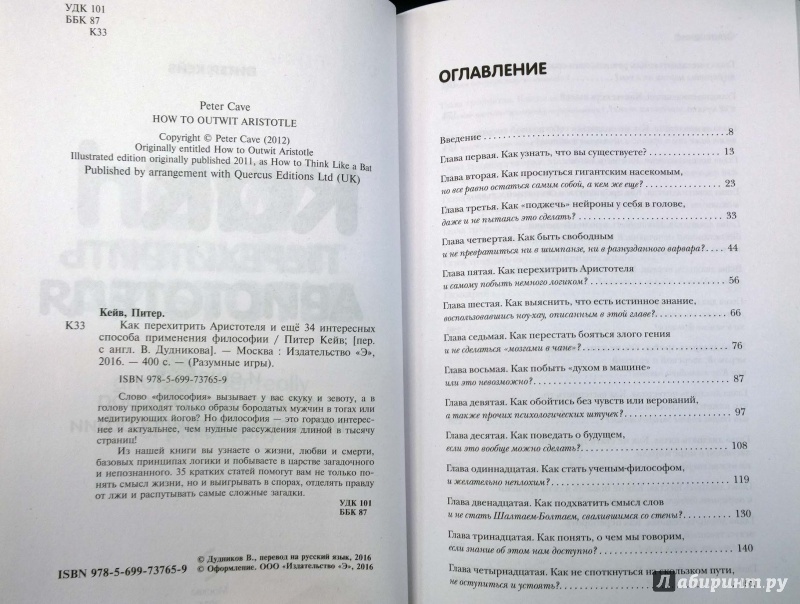 УДК 101
ББК 87
К33
Peter Cave
HOW TO OUTWIT ARISTOTLE
Copyright © Peter Cave (2012)
Originally entitled How to Outwit Aristotle
Illustrated edition originally published 2011, as How to Think Like a Bat
Published by arrangement with Quercus Editions Ltd (UK)
Кейв, Питер.
К33 Как перехитрить Аристотеля и ещё 34 интересных
способа применения философии / Питер Кейв; [пер.
с англ. В. Дудникова]. — Москва : Издательство «Э»,
2016. — 400 с. — (Разумные игры).
ISBN 978-5-699-73765-9
Слово «философия» вызывает у вас скуку и зевоту, а
в голову приходят только образы бородатых мужчин в тогах или
медитирующих йогов? Но философия — это гораздо интерес-
нее и актуальнее, чем нудные рассуждения длиной в тысячу
страниц!
Из нашей книги вы узнаете о жизни, любви и смерти,
базовых принципах логики и побываете в царстве загадочного
и непознанного. 35 кратких статей помогут вам не только по-
нять смысл жизни, но и выигрывать в спорах, отделять правду
от лжи и распутывать самые сложные загадки.
УДК 101
ББК 87
© Дудников В., перевод на русский язык, 2016
ISBN 978-5-699-73765-9 © Оформление. ООО «Издательство «Э», 2016
ОГЛАВЛЕНИЕ
Введение 8
Глава первая. Как узнать, что вы существуете? 13
Глава вторая. Как проснуться гигантским насекомым,
но все равно остаться самим собой, а кем же еще? 23
Глава третья. Как “поджечь» нейроны у себя в голове,
даже и не пытаясь это сделать? 33
Глава четвертая. Как быть свободным
и не превратиться ни в шимпанзе, ни в разнузданного варвара? 44
Глава пятая. Как перехитрить Аристотеля
и самому побыть немного логиком? 56
Глава шестая. Как выяснить, что есть истинное знание,
воспользовавшись ноу-хау, описанным в этой главе? 66
Глава седьмая. Как перестать бояться злого гения
и не сделаться «мозгами в чане»? 76
Глава восьмая. Как побыть «духом в машине»
или это невозможно? 87
Глава девятая. Как обойтись без чувств или верований,
а также прочих психологических штучек? 97
Глава десятая. Как поведать о будущем,
если это вообще можно сделать? 108
Глава одиннадцатая. Как стать ученым-философом,
и желательно неплохим? 119
Глава двенадцатая. Как подхватить смысл слов
и не стать Шалтаем-Болтаем, свалившимся со стены? 130
Глава тринадцатая. Как понять, о чем мы говорим,
если знание об этом нам доступно? 140
Глава четырнадцатая. Как не споткнуться на скользком пути,
не оступиться и устоять?
Лабиринт.ру